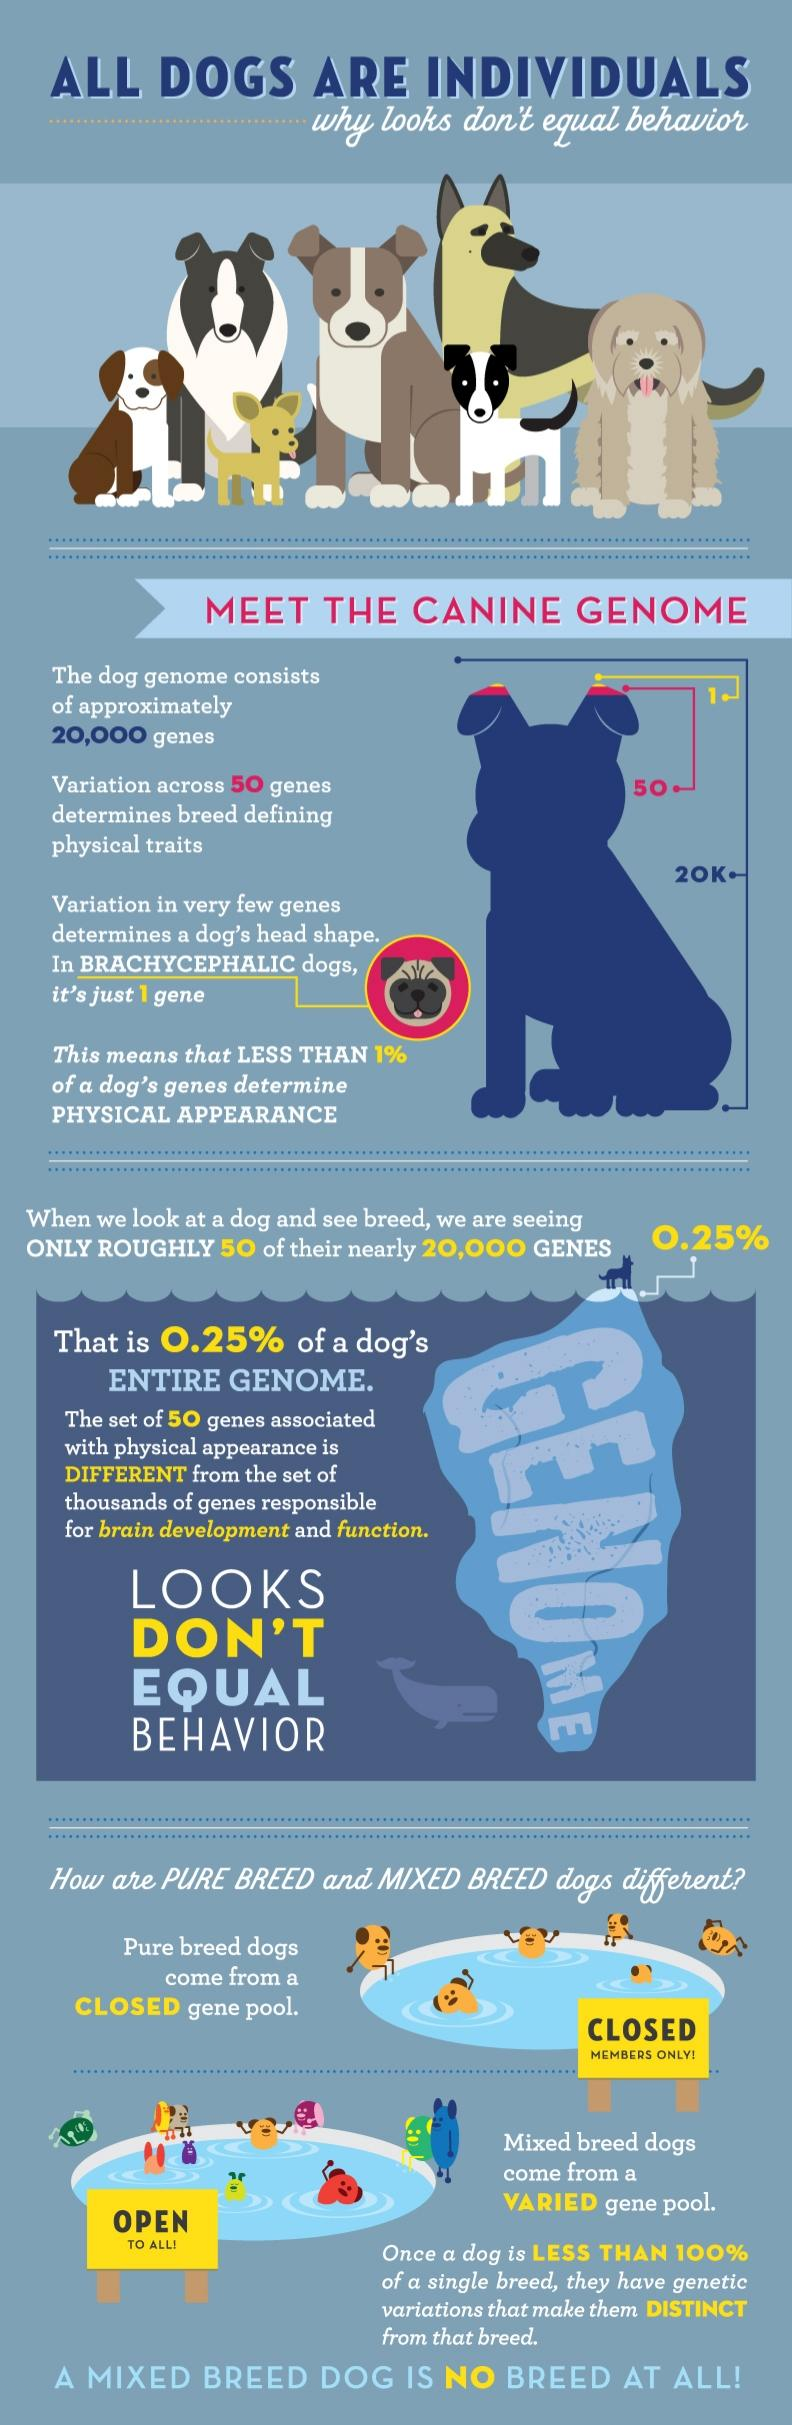 ALL DOGS ARE INDIVIDUALS
why looks don't equal behavior
MEET THE CANINE GENOME
The dog genome consists
of approximately
20,000 genes
Variation across 50 genes
determines breed defining
physical traits
Variation in very few genes
determines a dog's head shape.
In BRACHYCEPHALIC dogs,
it's just 1 gene
This means that LESS THAN 1%
of a dog's genes determine
PHYSICAL APPEARANCE
1
50
20K
When we look at a dog and see breed, we are seeing
ONLY ROUGHLY 50 of their nearly 20,000 GENES
0.25%
That is 0.25% of a dog's
ENTIRE GENOME.
The set of 50 genes associated
with physical appearance is
DIFFERENT from the set of
thousands of genes responsible
for brain development and function.
LOOKS
DON'T
EQUAL
BEHAVIOR
GENOME
How are PURE BREED and MIXED BREED dogs different?
Pure breed dogs
come from a
CLOSED gene pool.
CLOSED
MEMBERS ONLY!
OPEN
TO ALL!
Mixed breed dogs
come from a
VARIED gene pool.
Once a dog is LESS THAN 100%
of a single breed, they have genetic
variations that make them DISTINCT
from that breed.
A MIXED BREED DOG IS NO BREED AT ALL!